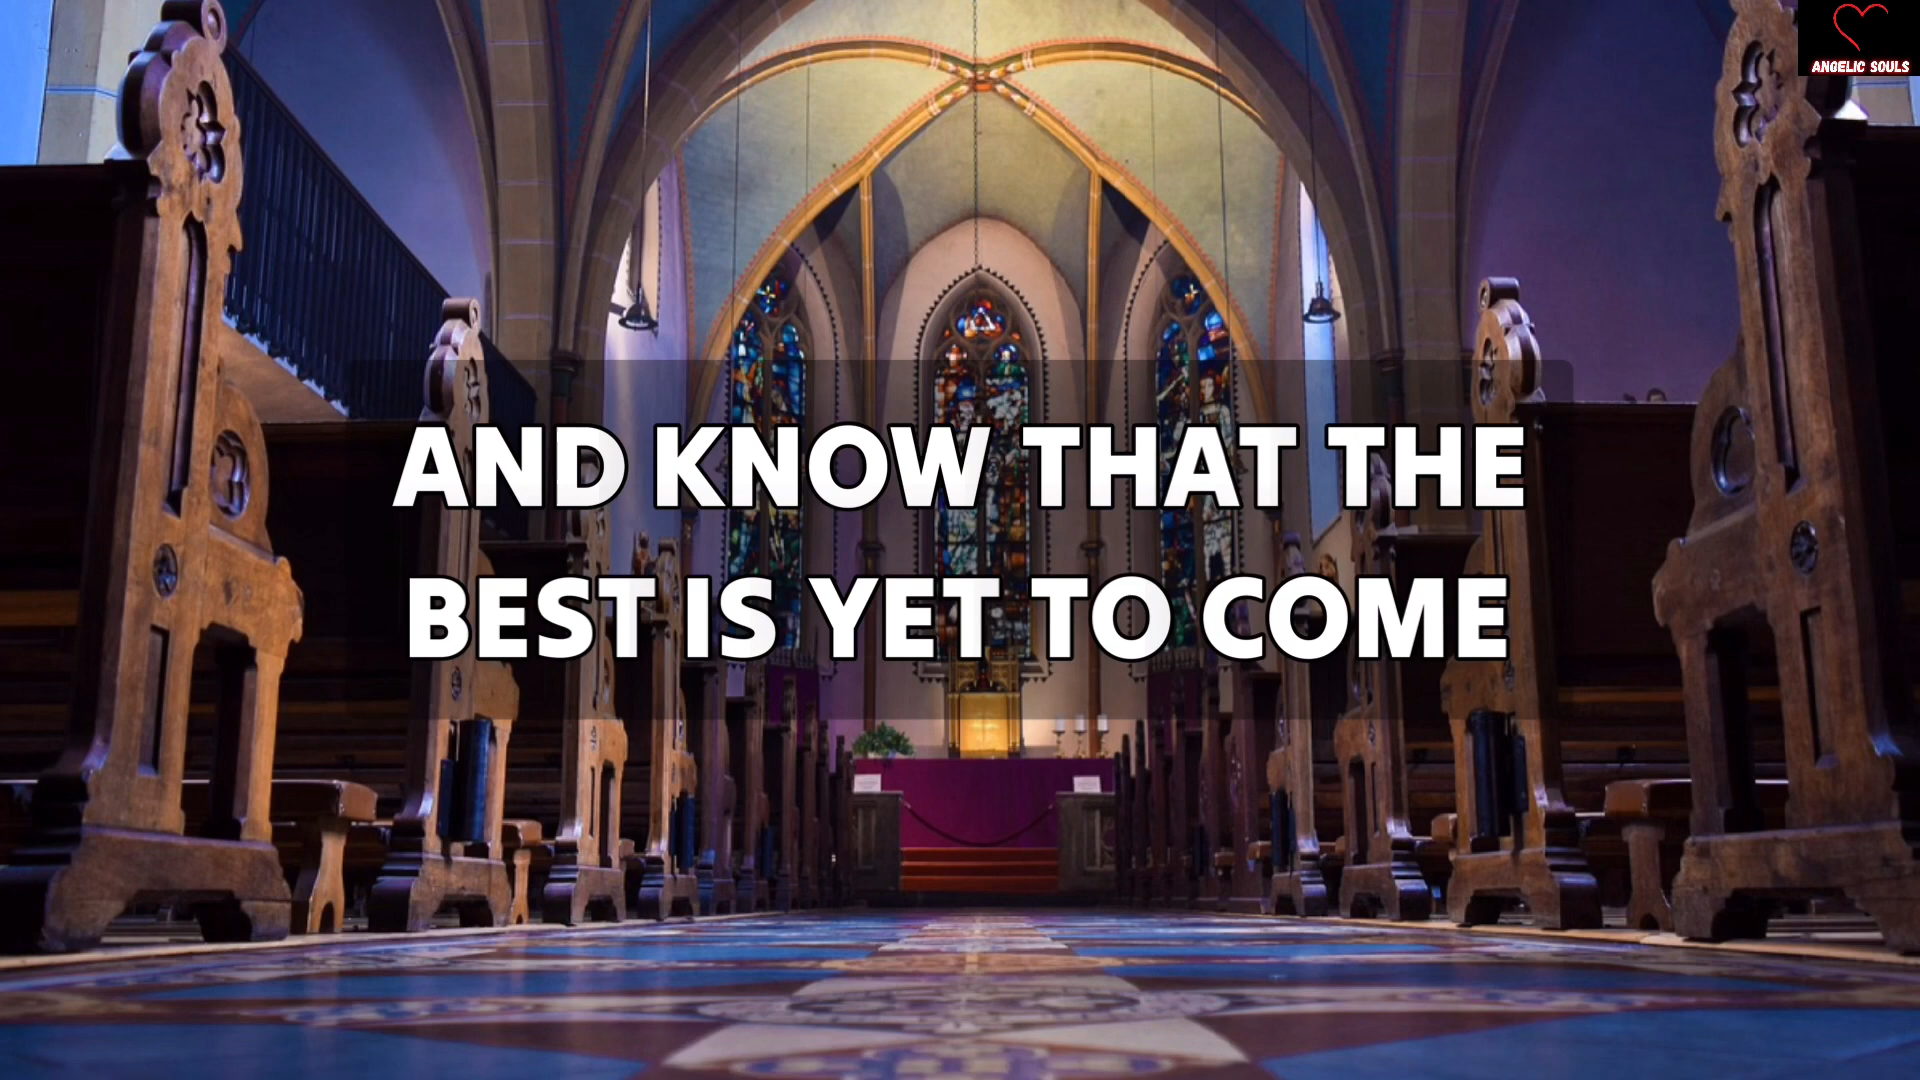 ANGELIC SOULS
AND KNOW THAT THE
BEST IS YET TO COME